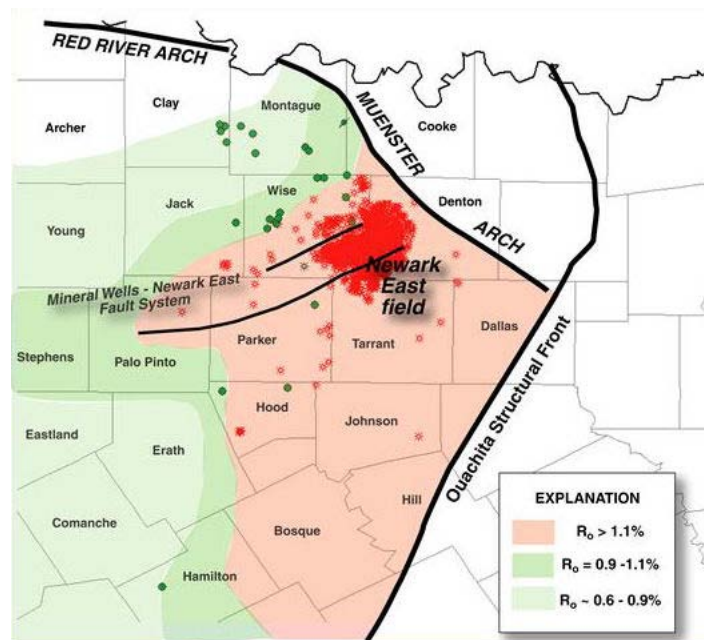 RED RIVER ARCH
Clay
Montague
Archer
MUENSTER
Cooke
Jack
Wise
Denton
Young
ARCH
Mineral Wells - Newark East
Fault System
Newark
East
field
Dallas
Parker
Tarrant
Stephens
Palo Pinto
Ouachita Structural Front
Hood
Johnson
Eastland
Erath
Hill
EXPLANATION
Rₒ > 1.1%
Rₒ = 0.9 -1.1%
Rₒ ~ 0.6 - 0.9%
Comanche
Bosque
Hamilton